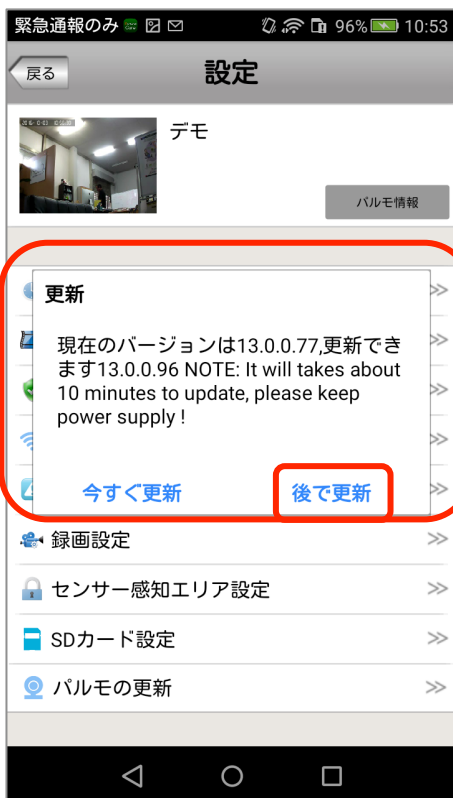 緊急通報のみ 96% 10:53
戻る 設定
デモ
パルモ情報
更新
現在のバージョンは13.0.0.77,更新でき
ます13.0.0.96 NOTE: It will takes about
10 minutes to update, please keep
power supply !
今すぐ更新 後で更新
録画設定
センサー感知エリア設定
SDカード設定
パルモの更新